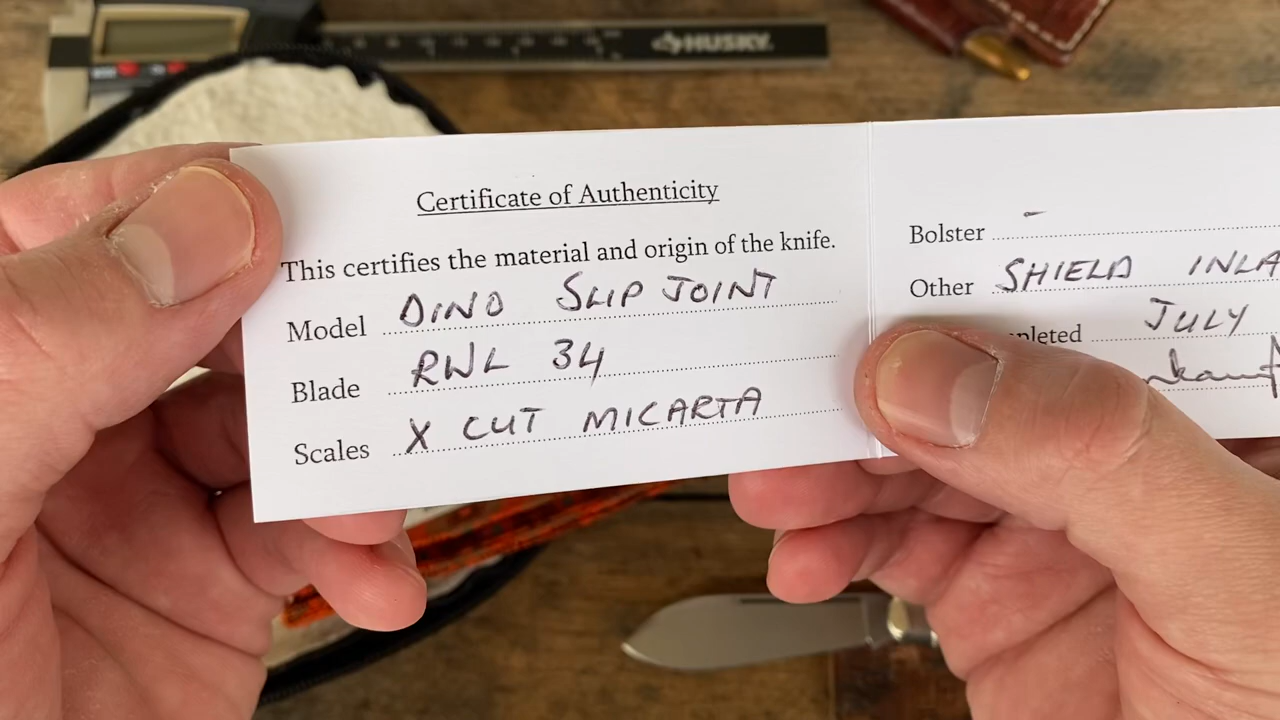 HUSKY
Certificate of Authenticity
This certifies the material and origin of the knife.
Model DINO SLIP JOINT
Blade RWL 34
Scales X CUT MICARTA
Bolster -
Other SHIELD INLA
pleted JULY